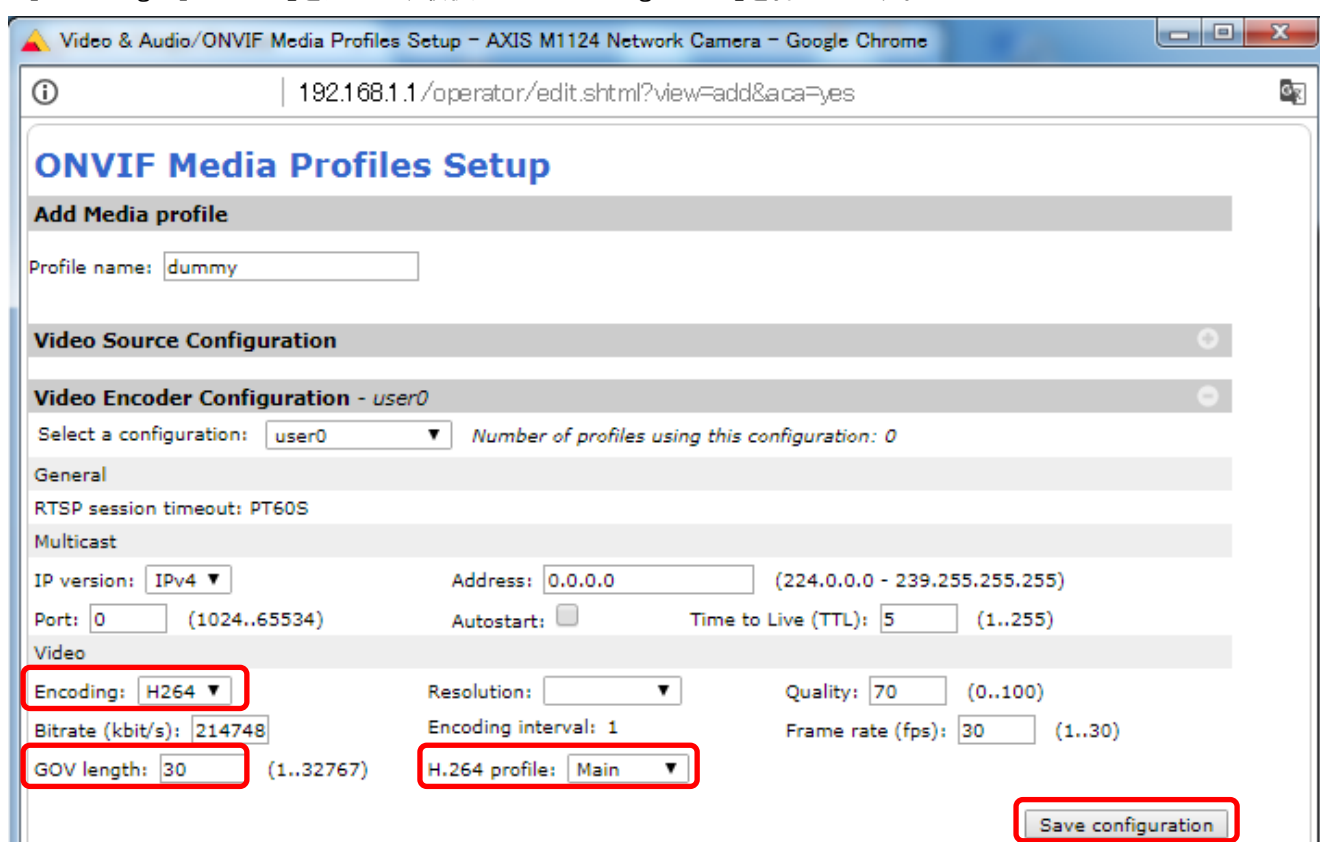 Video & Audio/ONVIF Media Profiles Setup - AXIS M1124 Network Camera - Google Chrome
192.168.1.1/operator/edit.shtml?view=add&aca=yes
ONVIF Media Profiles Setup
Add Media profile
Profile name: dummy
Video Source Configuration
Video Encoder Configuration - user0
Select a configuration: user0 Number of profiles using this configuration: 0
General
RTSP session timeout: PT60S
Multicast
IP version: IPv4 Address: 0.0.0.0 (224.0.0.0 - 239.255.255.255)
Port: 0 (1024..65534) Autostart: Time to Live (TTL): 5 (1..255)
Video
Encoding: H264 Resolution: Quality: 70 (0..100)
Bitrate (kbit/s): 214748 Encoding interval: 1 Frame rate (fps): 30 (1..30)
GOV length: 30 (1..32767) H.264 profile: Main
Save configuration